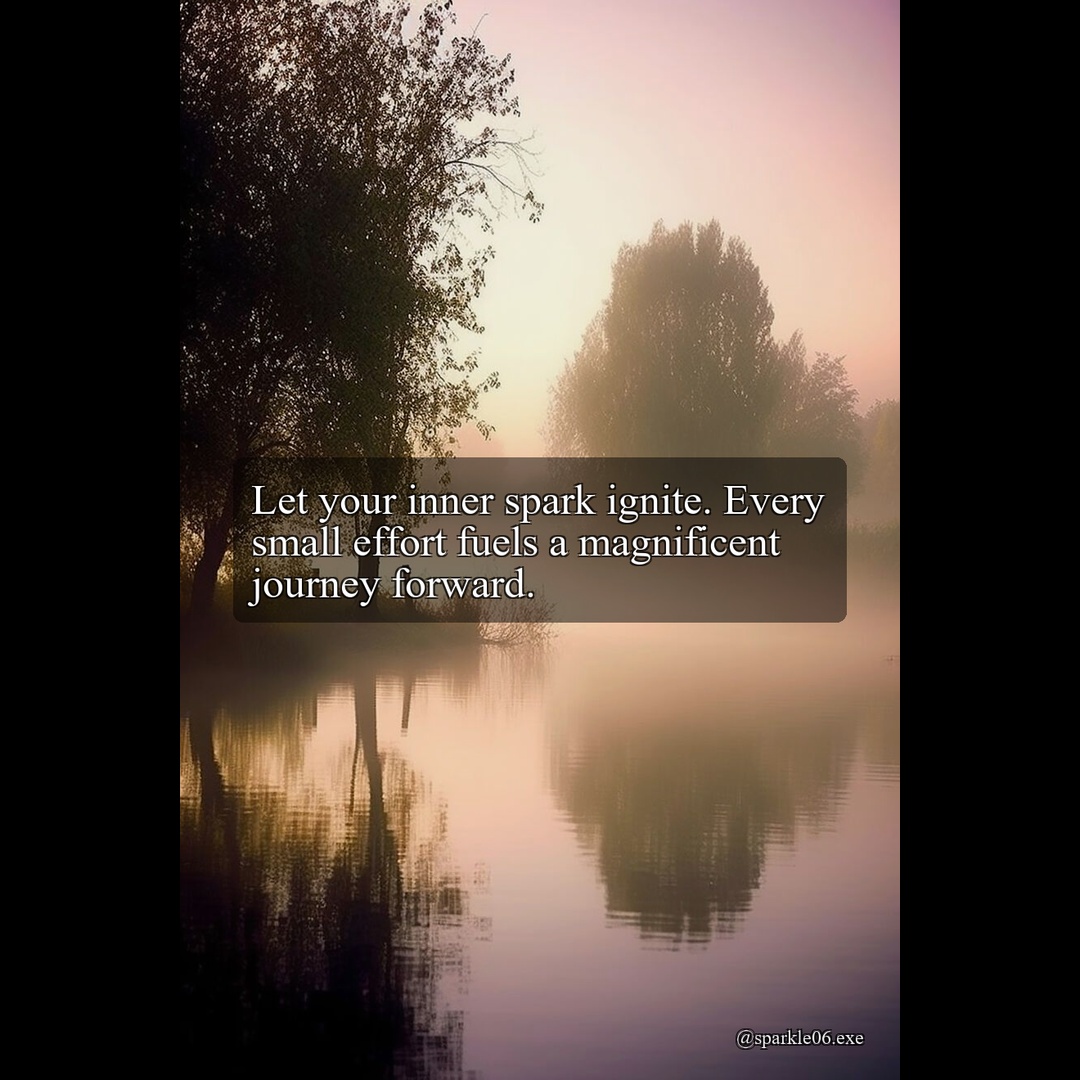 Let your inner spark ignite. Every
small effort fuels a magnificent
journey forward.
@sparkle06.exe